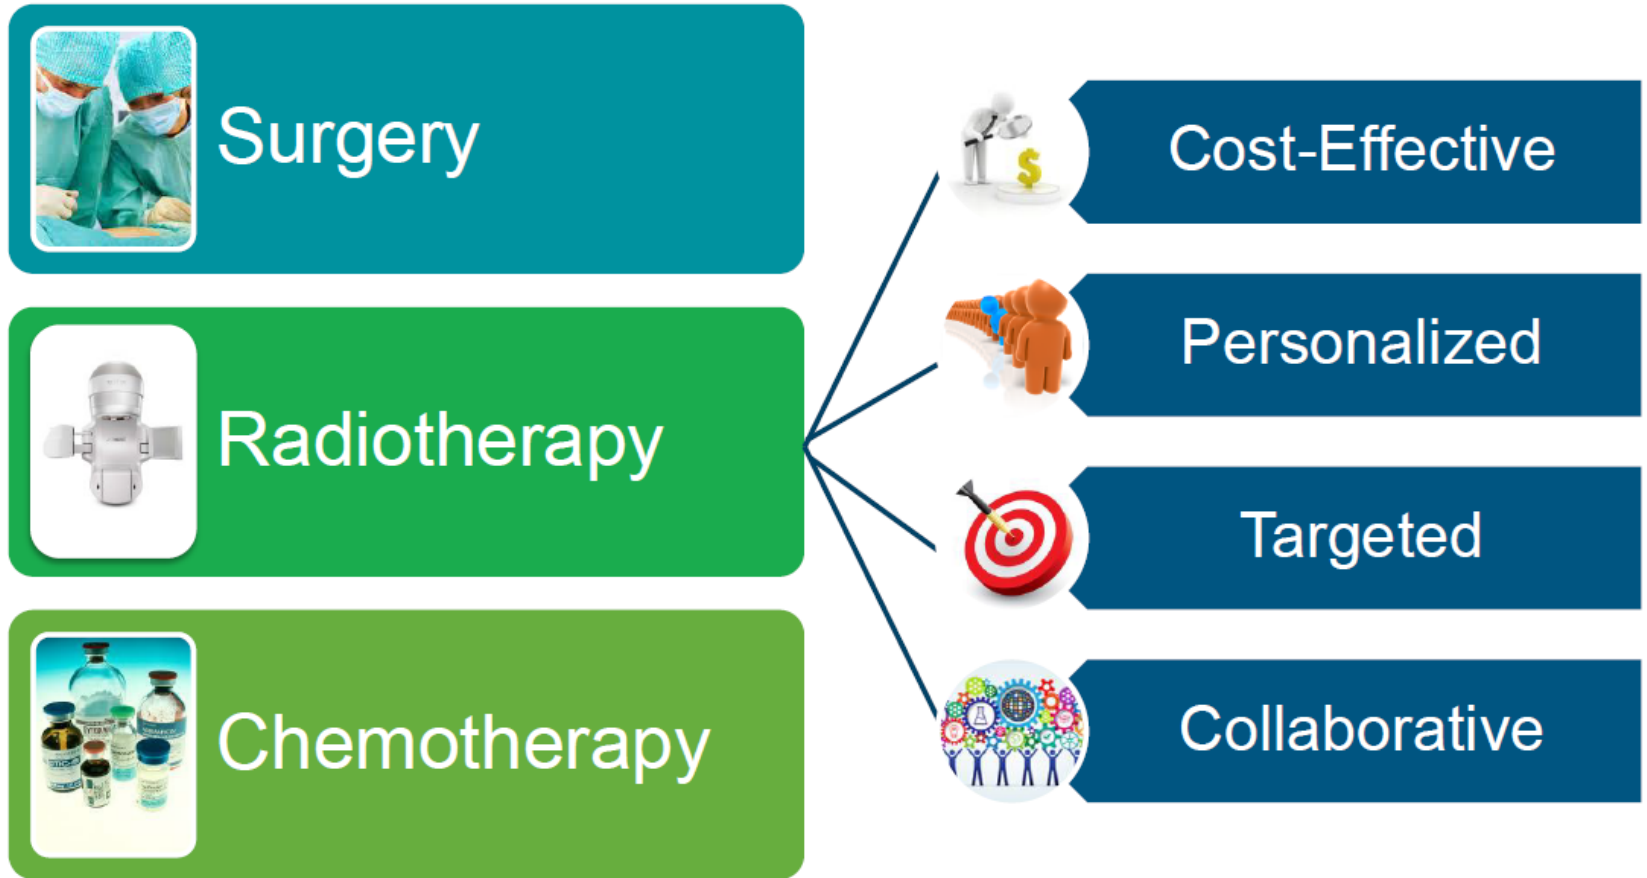 Surgery
Radiotherapy
Chemotherapy
Cost-Effective
Personalized
Targeted
Collaborative